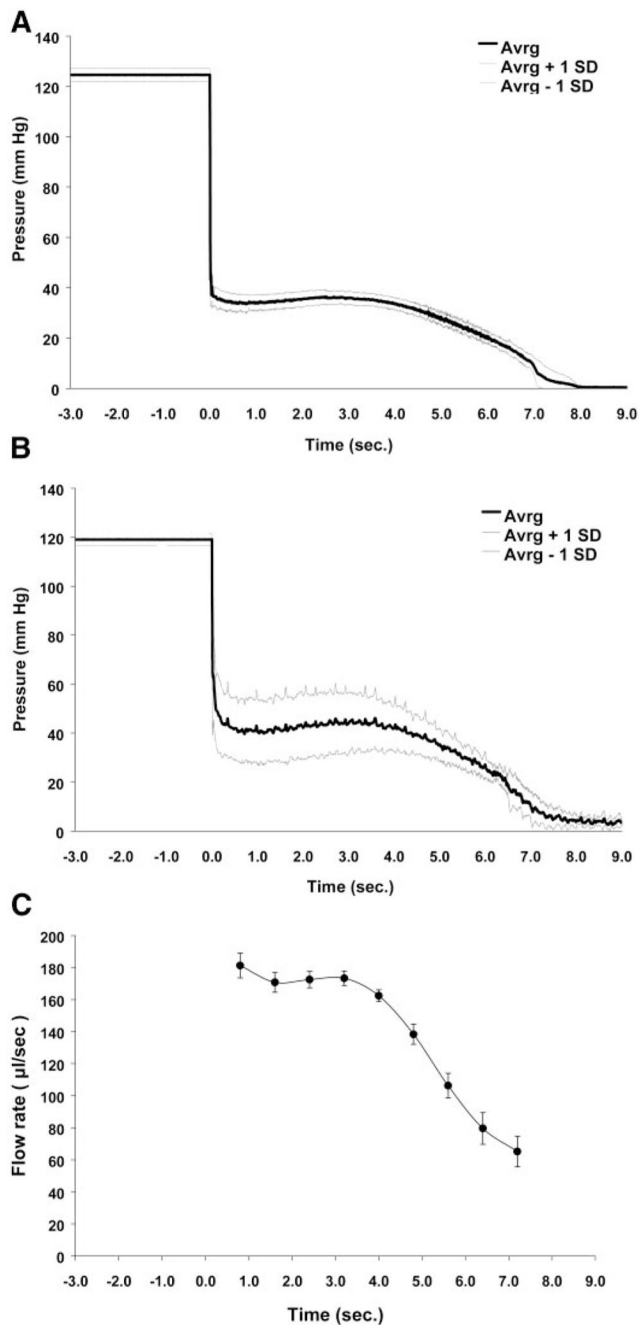 A
Avrg
Avrg + 1 SD
Avrg - 1 SD
Pressure (mm Hg)
140
120
100
80
60
40
20
0
-3.0 -2.0 -1.0 0.0 1.0 2.0 3.0 4.0 5.0 6.0 7.0 8.0 9.0
Time (sec.)
B
Avrg
Avrg + 1 SD
Avrg - 1 SD
Pressure (mm Hg)
140
120
100
80
60
40
20
0
-3.0 -2.0 -1.0 0.0 1.0 2.0 3.0 4.0 5.0 6.0 7.0 8.0 9.0
Time (sec.)
C
Flow rate ( µl/sec )
200
180
160
140
120
100
80
60
40
20
0
-3.0 -2.0 -1.0 0.0 1.0 2.0 3.0 4.0 5.0 6.0 7.0 8.0 9.0
Time (sec.)